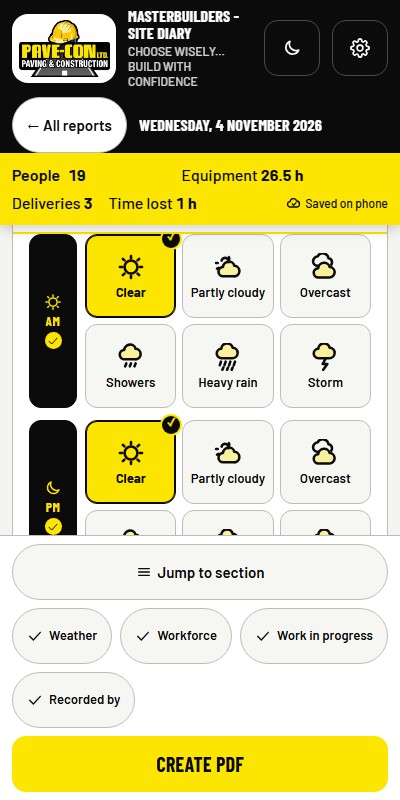 PAVE-CON LTD.
PAVING & CONSTRUCTION
MASTERBUILDERS -
SITE DIARY
CHOOSE WISELY...
BUILD WITH
CONFIDENCE
← All reports
WEDNESDAY, 4 NOVEMBER 2026
People 19
Equipment 26.5 h
Deliveries 3
Time lost 1 h
Saved on phone
AM
Clear
Partly cloudy
Overcast
Showers
Heavy rain
Storm
PM
Clear
Partly cloudy
Overcast
Jump to section
Weather
Workforce
Work in progress
Recorded by
CREATE PDF